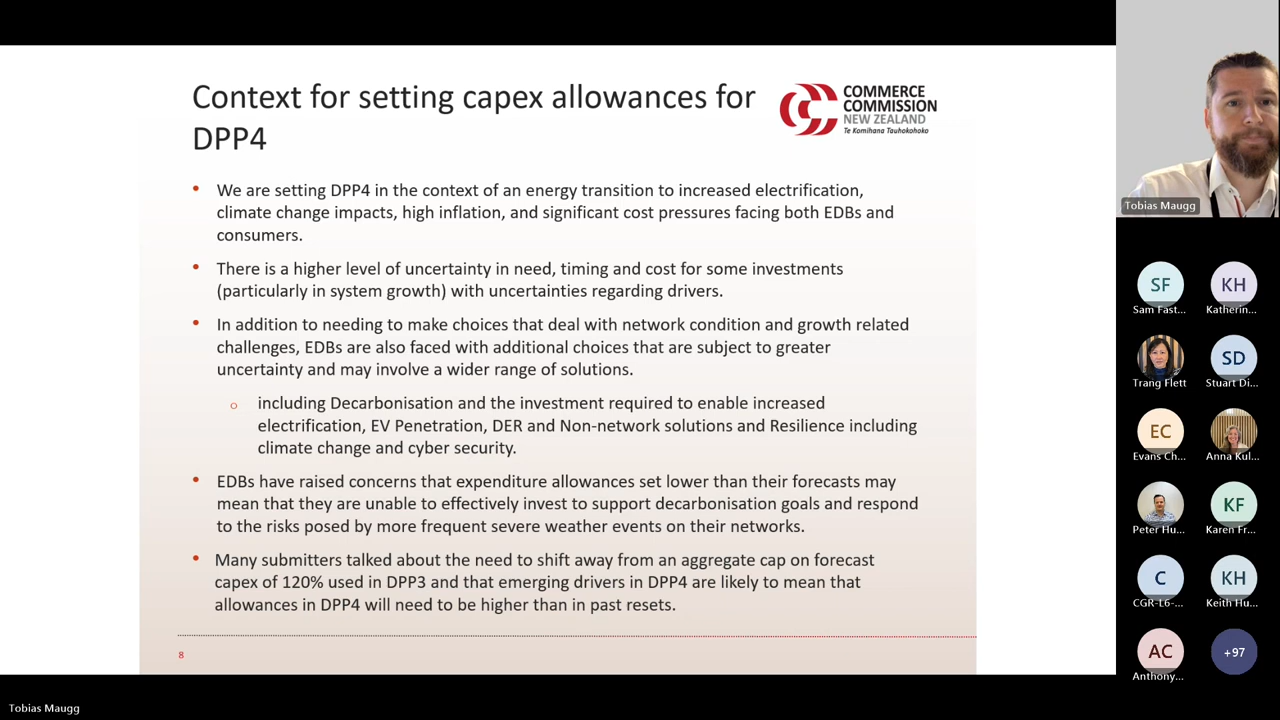 Context for setting capex allowances for
DPP4
COMMERCE
COMMISSION
NEW ZEALAND
Te Komihana Tauhokohoko
• We are setting DPP4 in the context of an energy transition to increased electrification,
climate change impacts, high inflation, and significant cost pressures facing both EDBs and
consumers.
• There is a higher level of uncertainty in need, timing and cost for some investments
(particularly in system growth) with uncertainties regarding drivers.
• In addition to needing to make choices that deal with network condition and growth related
challenges, EDBs are also faced with additional choices that are subject to greater
uncertainty and may involve a wider range of solutions.
o including Decarbonisation and the investment required to enable increased
electrification, EV Penetration, DER and Non-network solutions and Resilience including
climate change and cyber security.
• EDBs have raised concerns that expenditure allowances set lower than their forecasts may
mean that they are unable to effectively invest to support decarbonisation goals and respond
to the risks posed by more frequent severe weather events on their networks.
• Many submitters talked about the need to shift away from an aggregate cap on forecast
capex of 120% used in DPP3 and that emerging drivers in DPP4 are likely to mean that
allowances in DPP4 will need to be higher than in past resets.
8
Tobias Maugg
SF
Sam Fast...
KH
Katherin...
Trang Flett
SD
Stuart Di...
EC
Evans Ch...
Anna Kul...
Peter Hu...
KF
Karen Fr...
C
CGR-L6-...
KH
Keith Hu...
AC
Anthony...
+97
Tobias Maugg